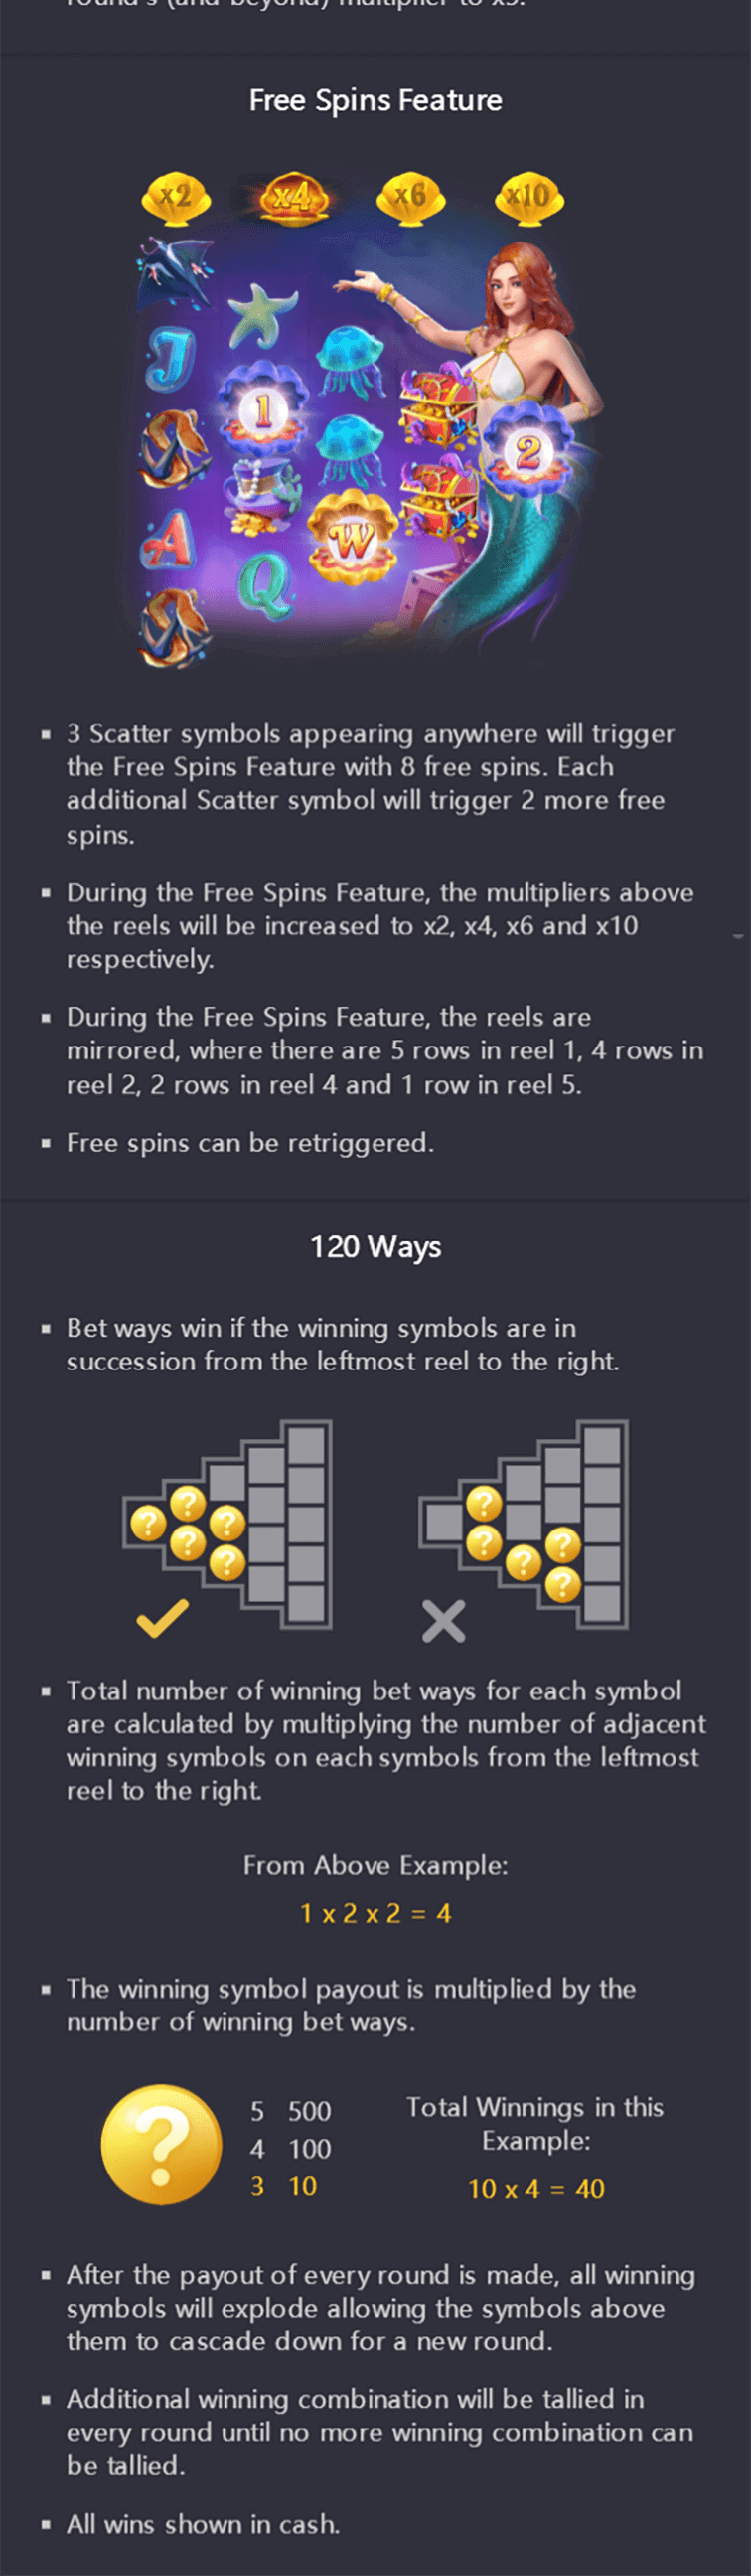 round's (and beyond) multiplier to x5.
Free Spins Feature
x2 x4 x6 x10
J
1
2
A
W
Q
3 Scatter symbols appearing anywhere will trigger
the Free Spins Feature with 8 free spins. Each
additional Scatter symbol will trigger 2 more free
spins.
During the Free Spins Feature, the multipliers above
the reels will be increased to x2, x4, x6 and x10
respectively.
During the Free Spins Feature, the reels are
mirrored, where there are 5 rows in reel 1, 4 rows in
reel 2, 2 rows in reel 4 and 1 row in reel 5.
Free spins can be retriggered.
120 Ways
Bet ways win if the winning symbols are in
succession from the leftmost reel to the right.
? ? ? ? ?
? ? ? ? ?
Total number of winning bet ways for each symbol
are calculated by multiplying the number of adjacent
winning symbols on each symbols from the leftmost
reel to the right.
From Above Example:
1 x 2 x 2 = 4
The winning symbol payout is multiplied by the
number of winning bet ways.
?
5 500
4 100
3 10
Total Winnings in this
Example:
10 x 4 = 40
After the payout of every round is made, all winning
symbols will explode allowing the symbols above
them to cascade down for a new round.
Additional winning combination will be tallied in
every round until no more winning combination can
be tallied.
All wins shown in cash.